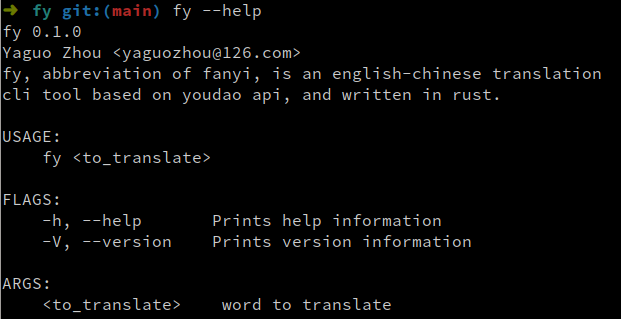 ➜ fy git:(main) fy --help
fy 0.1.0
Yaguo Zhou <yaguozhou@126.com>
fy, abbreviation of fanyi, is an english-chinese translation
cli tool based on youdao api, and written in rust.

USAGE:
    fy <to_translate>

FLAGS:
    -h, --help       Prints help information
    -V, --version    Prints version information

ARGS:
    <to_translate>    word to translate